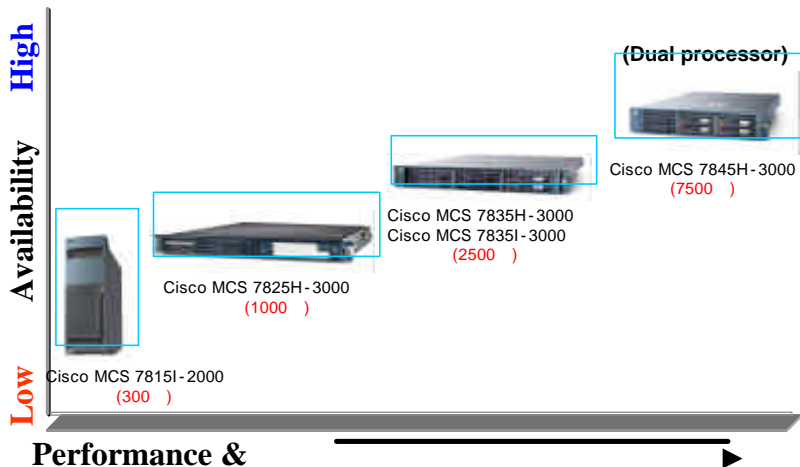 High
Availability
Low
(Dual processor)
Cisco MCS 7845H-3000
(7500 )
Cisco MCS 7835H-3000
Cisco MCS 7835I-3000
(2500 )
Cisco MCS 7825H-3000
(1000 )
Cisco MCS 7815I-2000
(300 )
Performance &